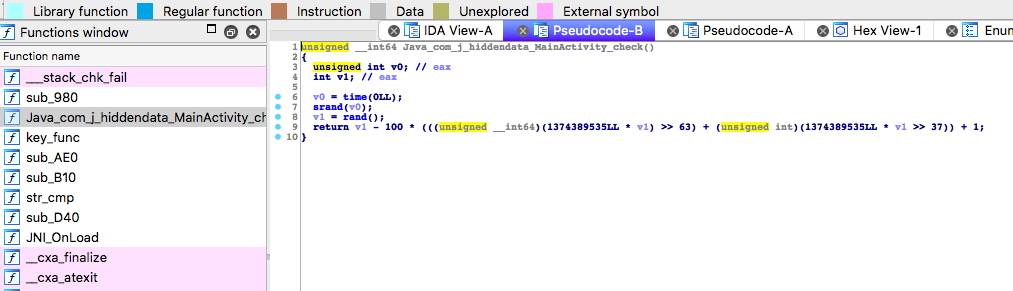 Library function Regular function Instruction Data Unexplored External symbol
Functions window
Function name
___stack_chk_fail
sub_980
Java_com_j_hiddendata_MainActivity_ch
key_func
sub_AE0
sub_B10
str_cmp
sub_D40
JNI_OnLoad
__cxa_finalize
__cxa_atexit
IDA View-A Pseudocode-B Pseudocode-A Hex View-1 Enum
1 unsigned __int64 Java_com_j_hiddendata_MainActivity_check()
2 {
3 unsigned int v0; // eax
4 int v1; // eax
5
6 v0 = time(0LL);
7 srand(v0);
8 v1 = rand();
9 return v1 - 100 * (((unsigned __int64)(1374389535LL * v1) >> 63) + (unsigned int)(1374389535LL * v1 >> 37)) + 1;
10 }